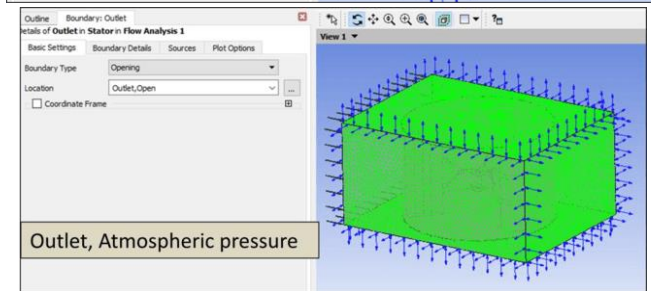 Outline Boundary: Outlet
Details of Outlet in Stator in Flow Analysis 1
Basic Settings Boundary Details Sources Plot Options
Boundary Type Opening
Location Outlet,Open ...
Coordinate Frame
Outlet, Atmospheric pressure
View 1